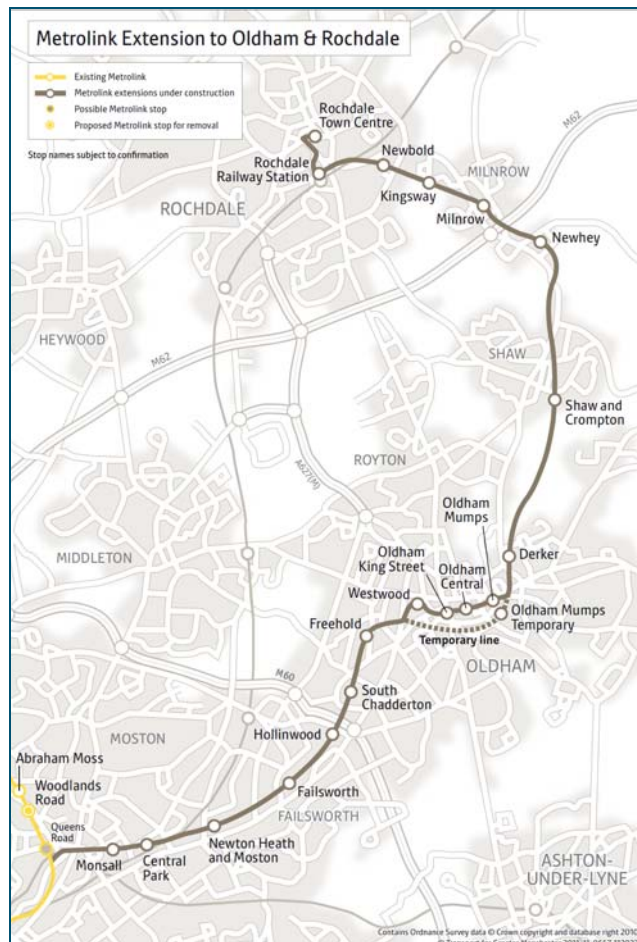 Metrolink Extension to Oldham & Rochdale
Existing Metrolink
Metrolink extensions under construction
Possible Metrolink stop
Proposed Metrolink stop for removal
Stop names subject to confirmation
Rochdale
Town Centre
M62
Newbold
MILNROW
Rochdale
Railway Station
Kingsway
ROCHDALE
Milnrow
Newhey
HEYWOOD
M62
SHAW
Shaw and
Crompton
A627(M)
ROYTON
Oldham
Mumps
MIDDLETON
Oldham
King Street
Oldham
Central
Derker
Westwood
Oldham Mumps
Temporary
Freehold
Temporary line
OLDHAM
M60
South
Chadderton
MOSTON
Hollinwood
Abraham Moss
Woodlands
Road
Failsworth
FAILSWORTH
Queens
Road
Newton Heath
and Moston
Monsall
Central
Park
ASHTON-
UNDER-LYNE
Contains Ordnance Survey data © Crown copyright and database right 2010